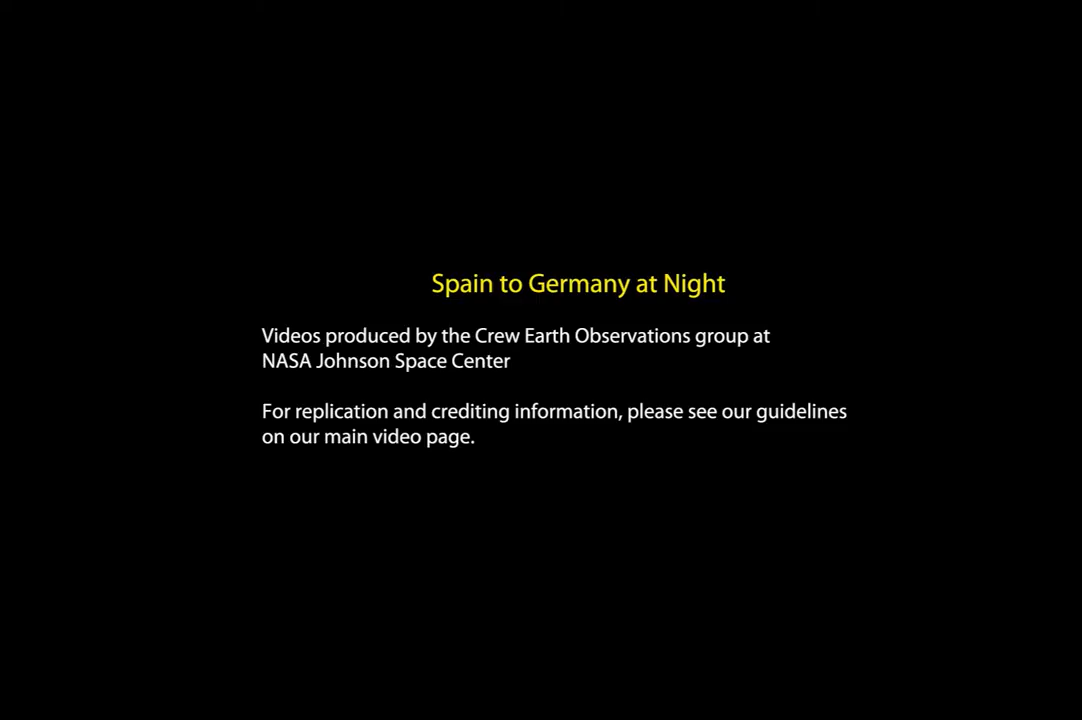 Spain to Germany at Night
Videos produced by the Crew Earth Observations group at
NASA Johnson Space Center
For replication and crediting information, please see our guidelines
on our main video page.